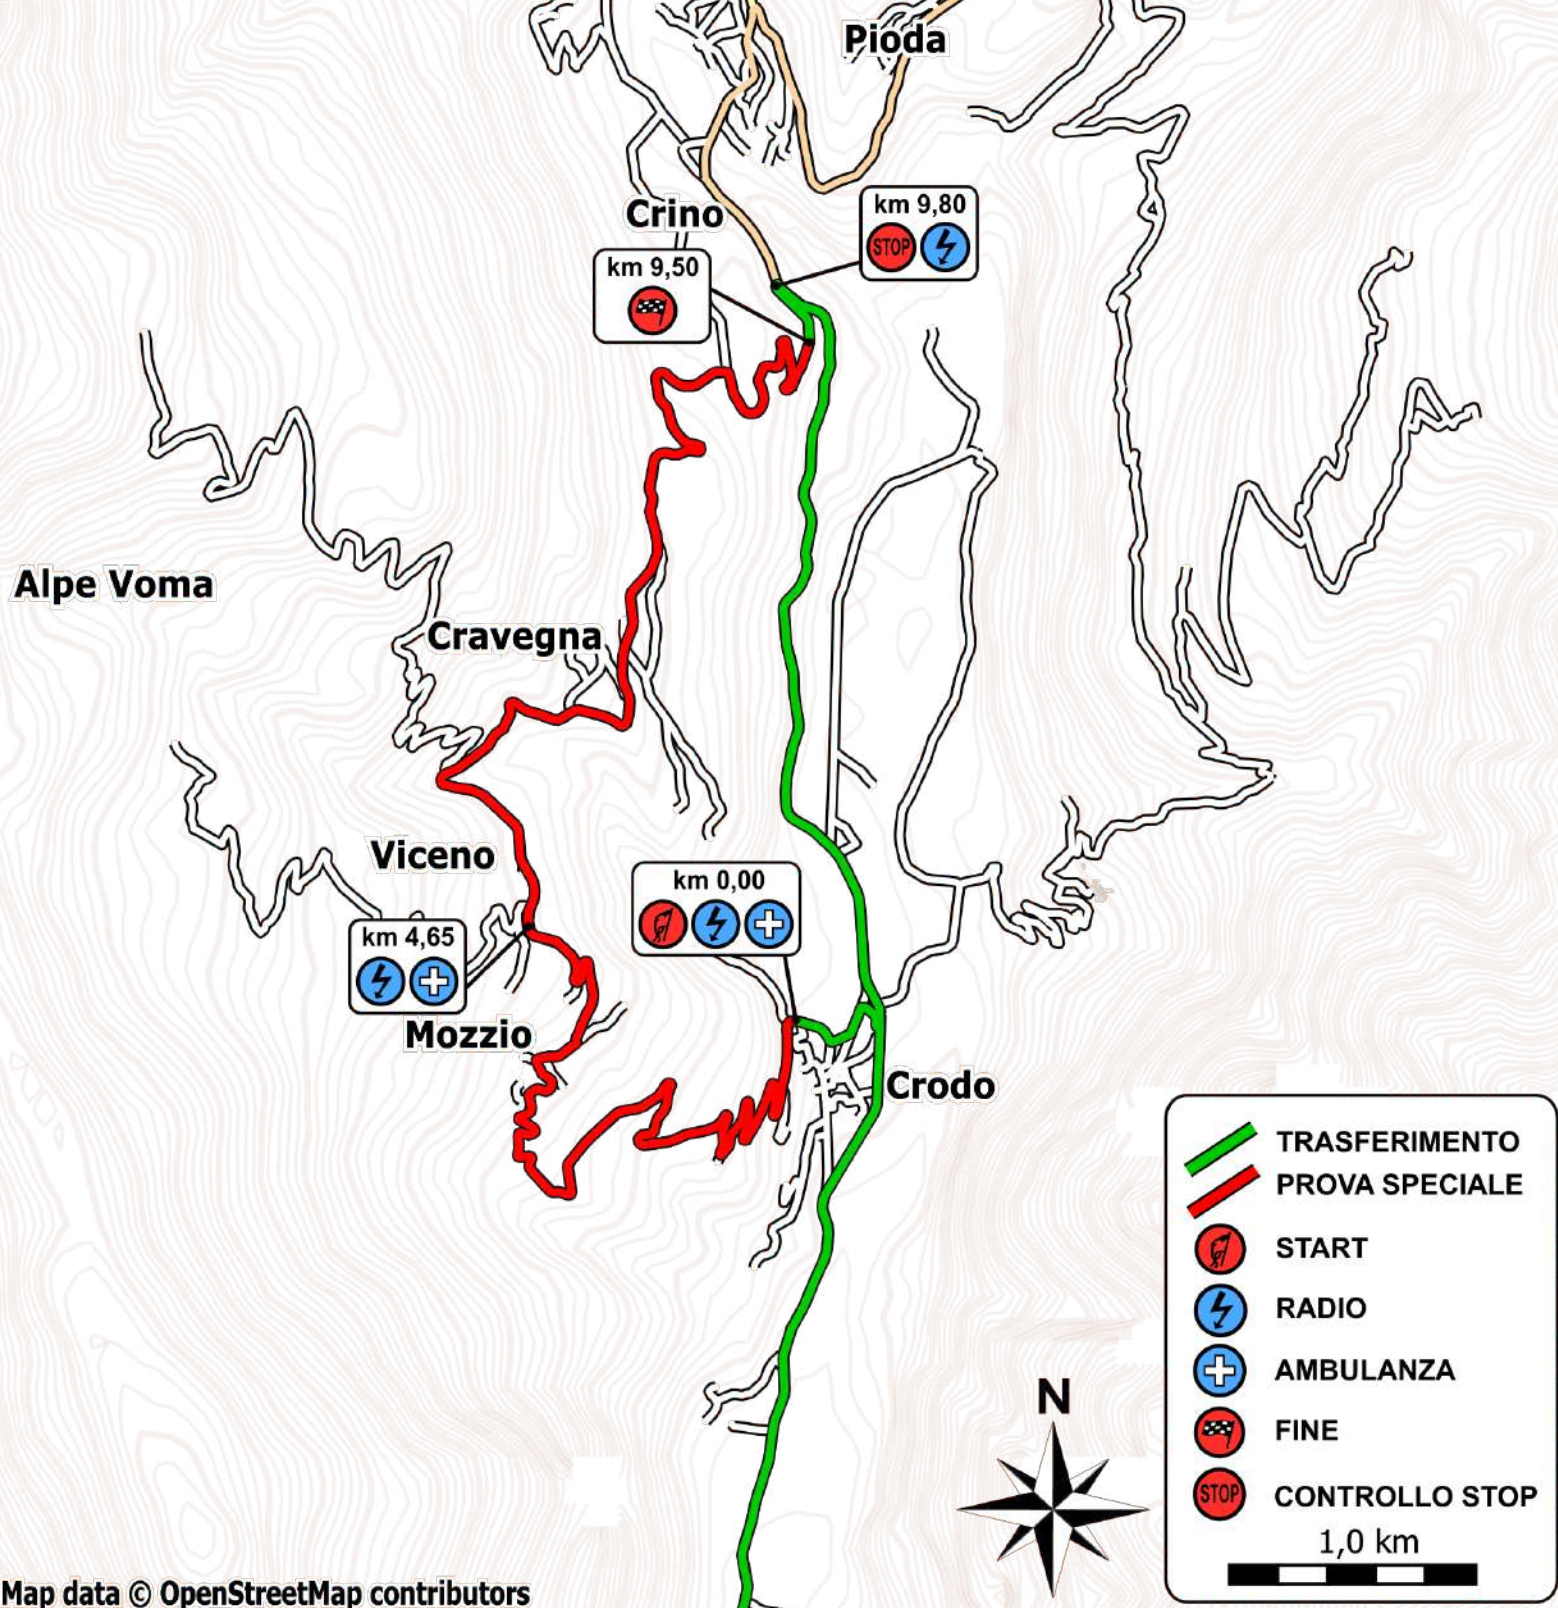 Pioda
km 9,80
STOP
Crino
km 9,50
Alpe Voma
Cravegna
Viceno
km 0,00
km 4,65
Mozzio
Crodo
TRASFERIMENTO
PROVA SPECIALE
START
RADIO
AMBULANZA
FINE
STOP CONTROLLO STOP
1,0 km
N
Map data © OpenStreetMap contributors